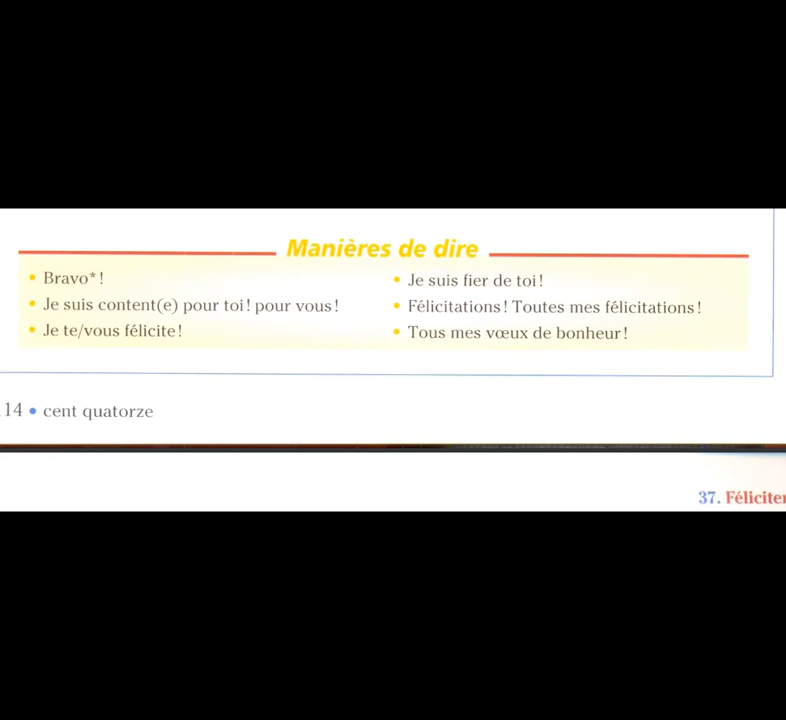 Manières de dire
• Bravo*!
• Je suis content(e) pour toi! pour vous!
• Je te/vous félicite!
• Je suis fier de toi!
• Félicitations! Toutes mes félicitations!
• Tous mes vœux de bonheur!
14 • cent quatorze
37. Féliciter